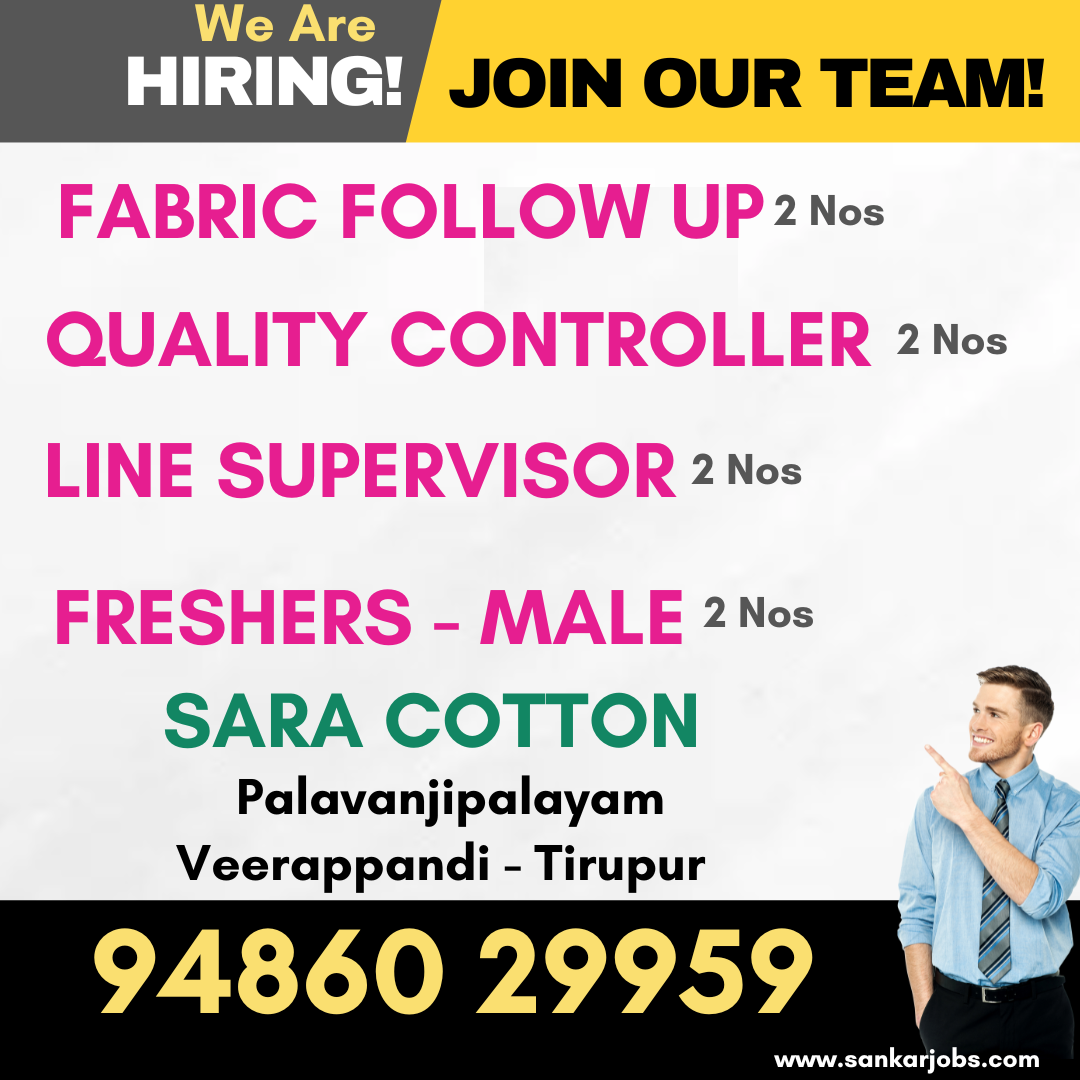 We Are
HIRING!
JOIN OUR TEAM!
FABRIC FOLLOW UP 2 Nos
QUALITY CONTROLLER 2 Nos
LINE SUPERVISOR 2 Nos
FRESHERS - MALE 2 Nos
SARA COTTON
Palavanjipalayam
Veerappandi - Tirupur
94860 29959
www.sankarjobs.com